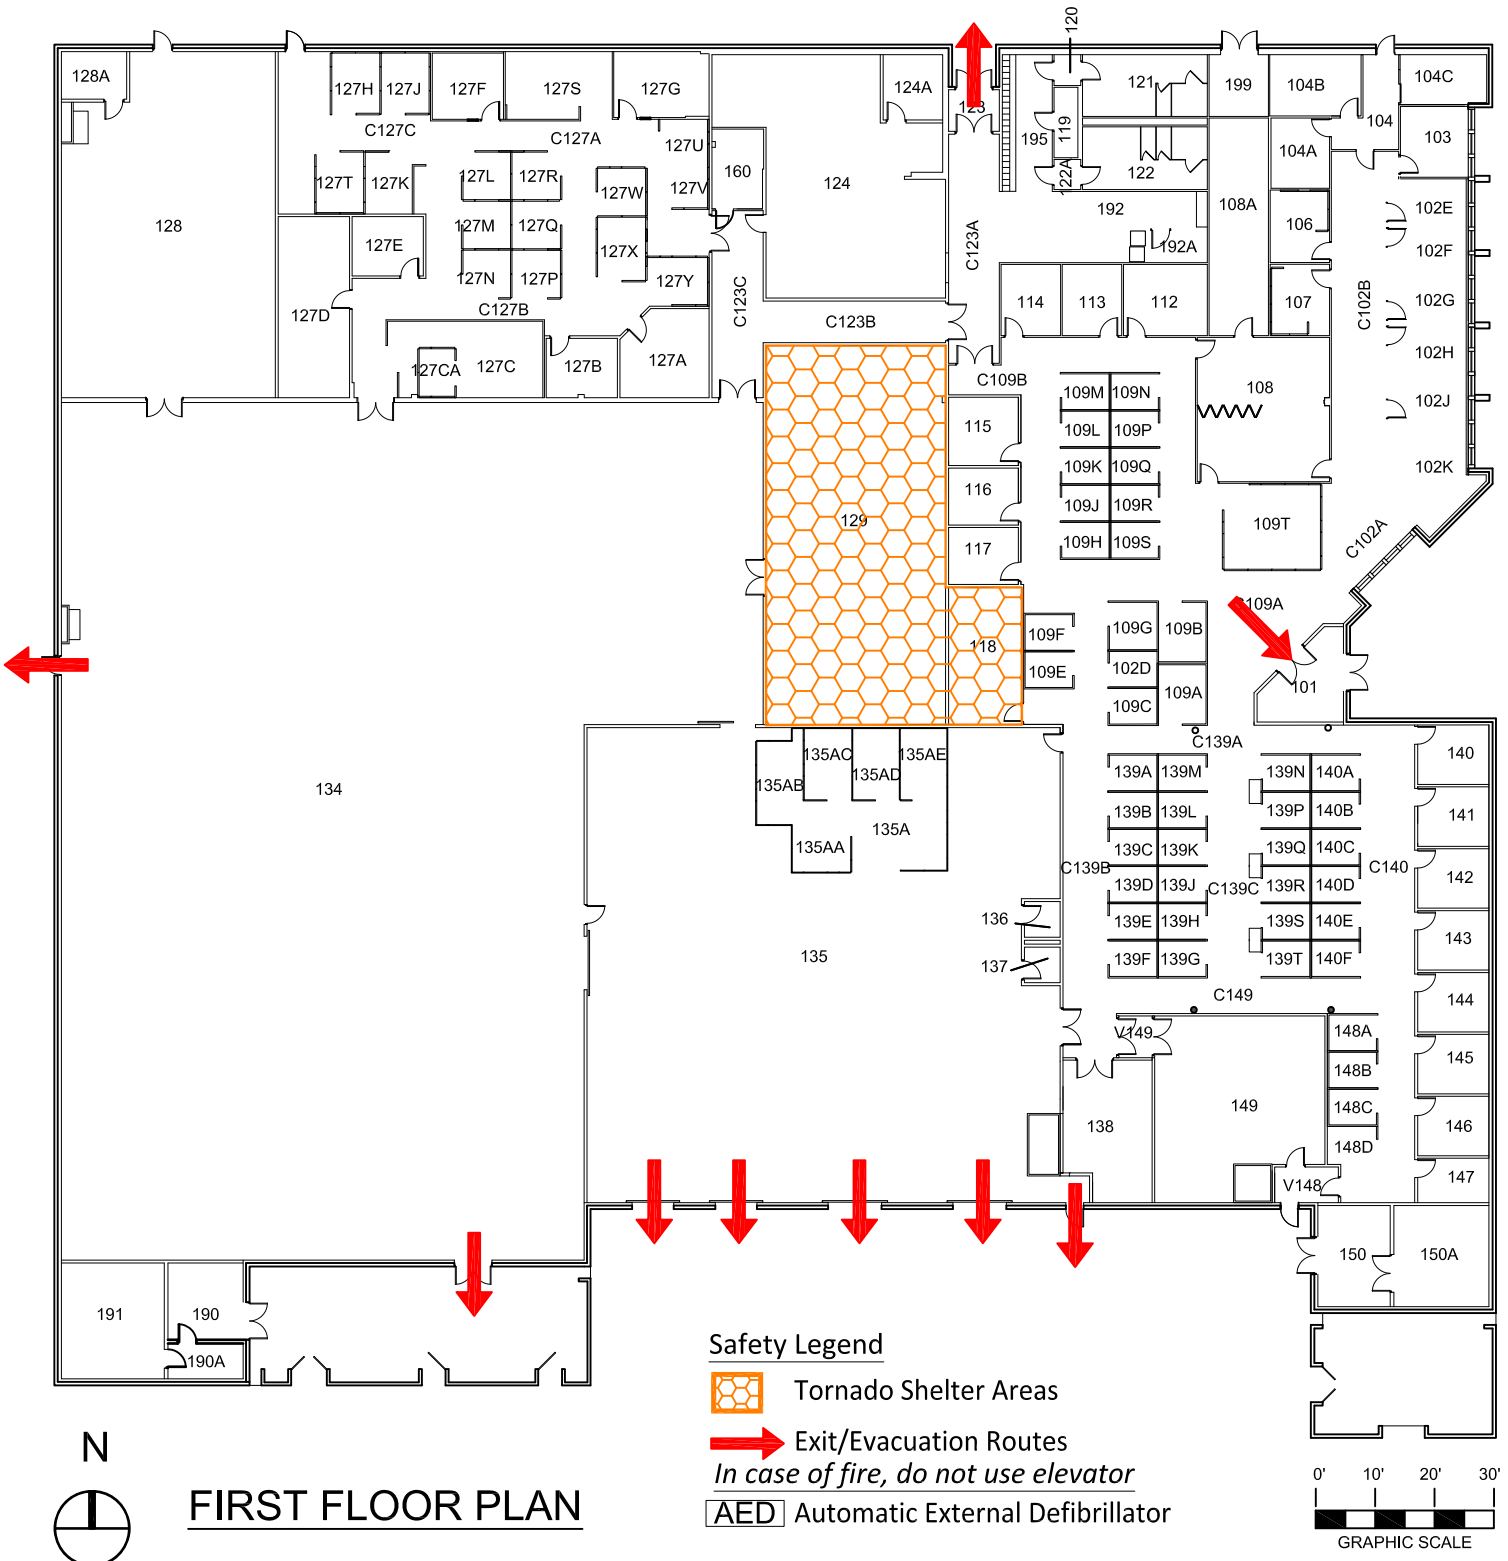 120
128A
127H
127J
127F
127S
127G
124A
123
121
199
104B
104C
C127C
C127A
127U
160
195
119
104
103
104A
127T
127K
127L
127R
127W
127V
124
122A
122
128
127M
127Q
127E
127X
192
192A
108A
106
102E
102F
127N
127P
127Y
C123A
C123C
C102B
127D
C127B
C123B
114
113
112
107
102G
127CA
127C
127B
127A
C109B
109M
109N
108
102H
102J
115
109L
109P
116
109K
109Q
102K
129
109J
109R
109T
C102A
117
109H
109S
118
109F
109G
109B
C109A
109E
102D
109A
101
109C
C139A
134
135AB
135AC
135AD
135AE
139A
139M
139N
140A
140
135A
139B
139L
139P
140B
141
135AA
139C
139K
139Q
140C
C139B
C139C
C140
139D
139J
139R
140D
142
136
139E
139H
139S
140E
143
135
137
139F
139G
139T
140F
C149
144
V149
148A
145
148B
138
149
148C
146
148D
V148
147
150
150A
191
190
190A
Safety Legend
Tornado Shelter Areas
Exit/Evacuation Routes
In case of fire, do not use elevator
AED Automatic External Defibrillator
N
FIRST FLOOR PLAN
0' 10' 20' 30'
GRAPHIC SCALE